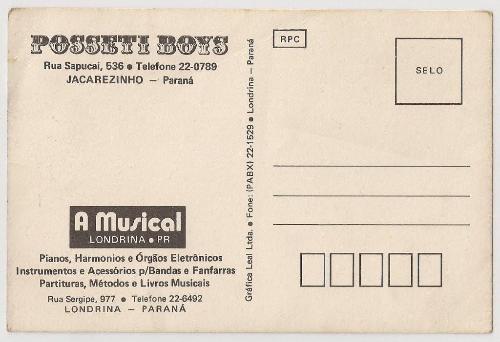 POSSETI BOYS
Rua Sapucaí, 536 • Telefone 22-0789
JACAREZINHO — Paraná
A Musical
LONDRINA • PR
Pianos, Harmonios e Órgãos Eletrônicos
Instrumentos e Acessórios p/Bandas e Fanfarras
Partituras, Métodos e Livros Musicais
Rua Sergipe, 977 • Telefone 22-6492
LONDRINA — PARANÁ
Gráfica Leal Ltda. • Fone: (PABX) 22-1529 • Londrina — Paraná
RPC
SELO